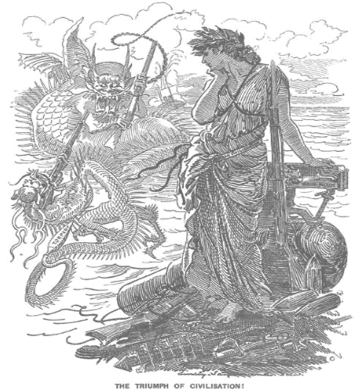 THE TRIUMPH OF CIVILISATION!